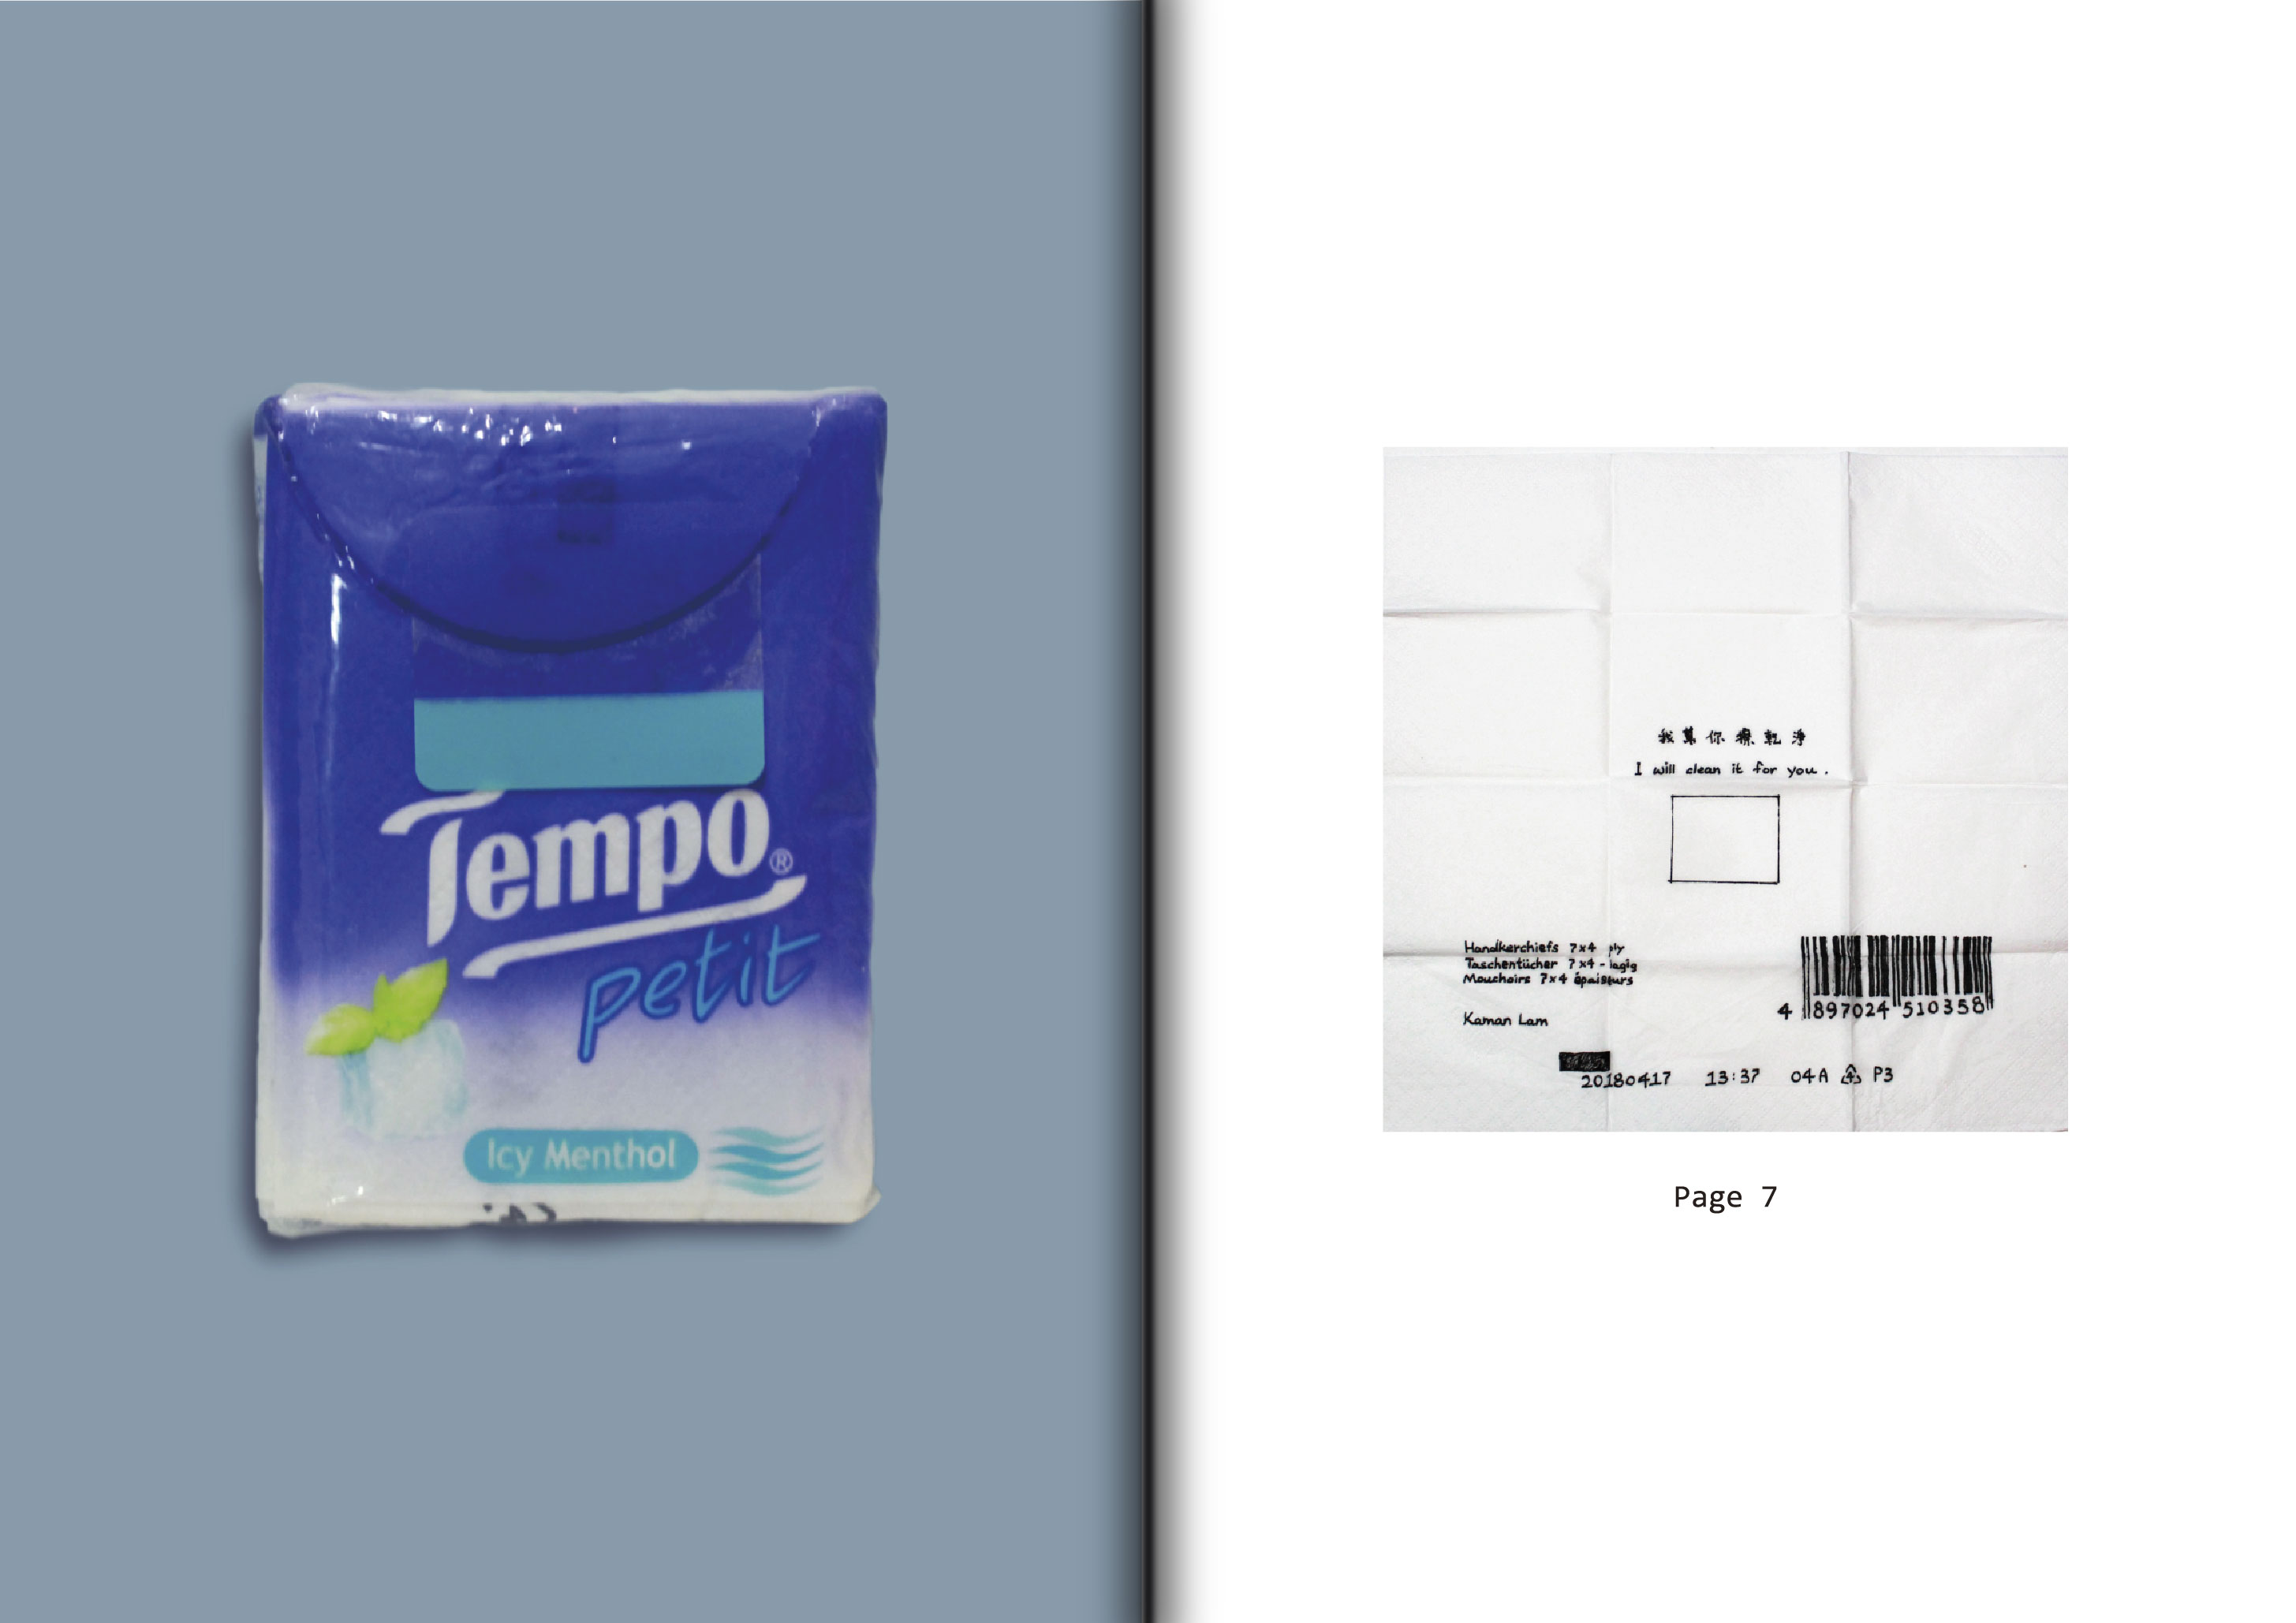 Tempo®
petit
Icy Menthol
我幫你擦乾淨
I will clean it for you.
Handkerchiefs 7x4 ply
Taschentücher 7x4-lagig
Mouchoirs 7x4 épaisseurs
Kaman Lam
4 897024 510358
20180417 13:37 04A P3
Page 7